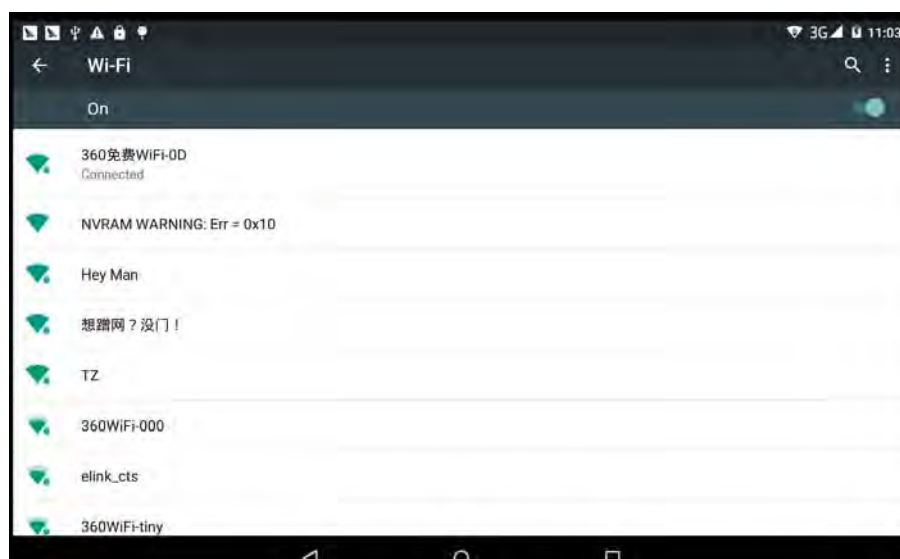 3G 11:03
Wi-Fi
On
360免费WiFi-0D
Connected
NVRAM WARNING: Err = 0x10
Hey Man
想蹭网？没门！
TZ
360WiFi-000
elink_cts
360WiFi-tiny